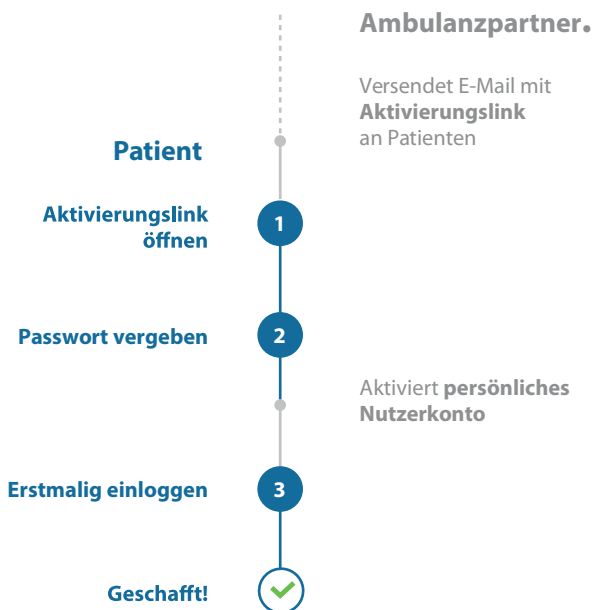 Ambulanzpartner.
Versendet E-Mail mit
Aktivierungslink
an Patienten
Patient
Aktivierungslink
öffnen
1
Passwort vergeben
2
Aktiviert persönliches
Nutzerkonto
Erstmalig einloggen
3
Geschafft!